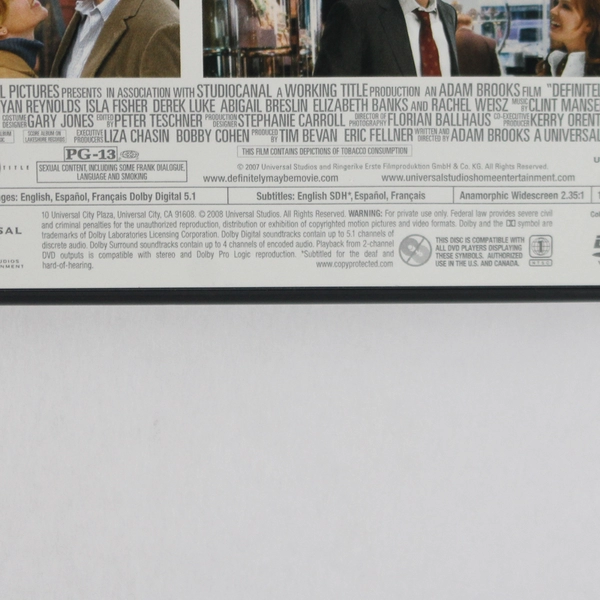 L PICTURES PRESENTS IN ASSOCIATION WITH STUDIOCANAL A WORKING TITLE PRODUCTION AN ADAM BROOKS FILM "DEFINITEL
YAN REYNOLDS ISLA FISHER DEREK LUKE ABIGAIL BRESLIN ELIZABETH BANKS AND RACHEL WEISZ MUSIC BY CLINT MANSE
COSTUME DESIGNER GARY JONES EDITED BY PETER TESCHNER PRODUCTION DESIGN STEPHANIE CARROLL DIRECTOR OF PHOTOGRAPHY FLORIAN BALLHAUS CO-EXECUTIVE PRODUCER KERRY ORENT
SCORE ALBUM ON LAKESHORE RECORDS EXECUTIVE PRODUCERS LIZA CHASIN BOBBY COHEN PRODUCED BY TIM BEVAN ERIC FELLNER WRITTEN AND DIRECTED BY ADAM BROOKS A UNIVERSAL
PG-13
THIS FILM CONTAINS DEPICTIONS OF TOBACCO CONSUMPTION
TITLE
SEXUAL CONTENT, INCLUDING SOME FRANK DIALOGUE, LANGUAGE AND SMOKING
© 2007 Universal Studios and Ringerike Erste Filmproduktion GmbH & Co. KG. All Rights Reserved.
www.definitelymaybemovie.com www.universalstudioshomeentertainment.com
ges: English, Español, Français Dolby Digital 5.1 Subtitles: English SDH*, Español, Français Anamorphic Widescreen 2.35:1
10 Universal City Plaza, Universal City, CA 91608. © 2008 Universal Studios. All Rights Reserved. WARNING: For private use only. Federal law provides severe civil
and criminal penalties for the unauthorized reproduction, distribution or exhibition of copyrighted motion pictures and video formats. Dolby and the symbol are
trademarks of Dolby Laboratories Licensing Corporation. Dolby Digital soundtracks contain up to 5.1 channels of
discrete audio. Dolby Surround soundtracks contain up to 4 channels of encoded audio. Playback from 2-channel
DVD outputs is compatible with stereo and Dolby Pro Logic reproduction. *Subtitled for the deaf and
hard-of-hearing. www.copyprotected.com
SAL
UDIOS
INMENT
THIS DISC IS COMPATIBLE WITH
ALL DVD PLAYERS DISPLAYING
THESE SYMBOLS. AUTHORIZED
USE IN THE U.S. AND CANADA.
1
NTSC